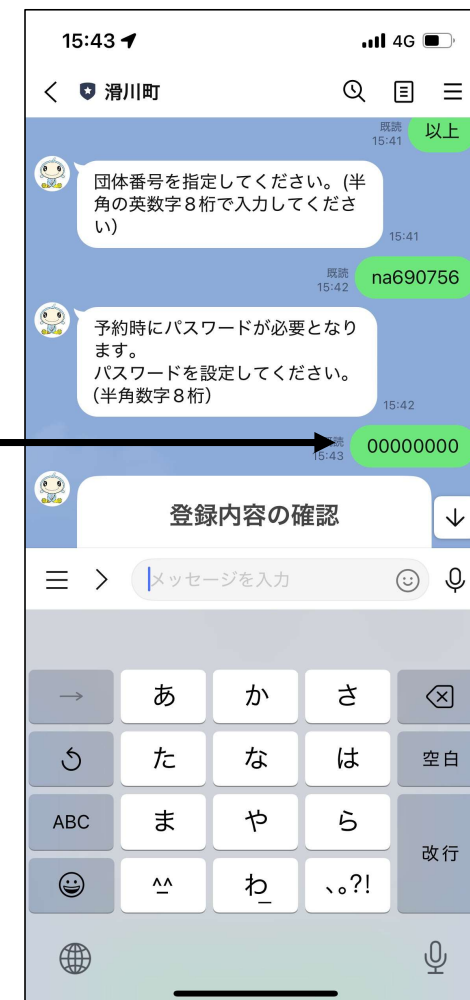 15:43
4G
滑川町
既読
15:41
以上
団体番号を指定してください。(半
角の英数字８桁で入力してくださ
い）
15:41
既読
15:42
na690756
予約時にパスワードが必要となり
ます。
パスワードを設定してください。
（半角数字８桁）
15:42
読
15:43
00000000
登録内容の確認
メッセージを入力
→ あ か さ
た な は 空白
ABC ま や ら
改行
^^ わ_ 、。?!